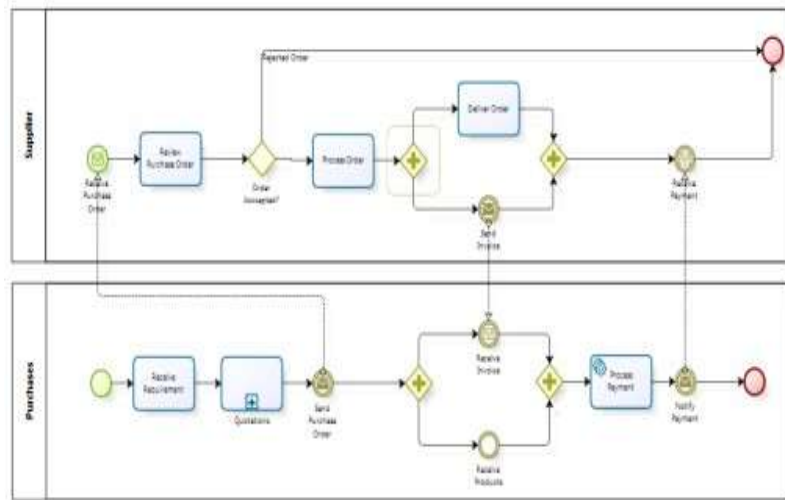 Supplier
Rejected Order
Receive
Purchase
Order
Review
Purchase Order
Order
Accepted?
Process Order
Deliver Order
Send
Invoice
Receive
Payment
Purchases
Receive
Requirement
Quotations
Send
Purchase
Order
Receive
Invoice
Receive
Products
Process
Payment
Notify
Payment